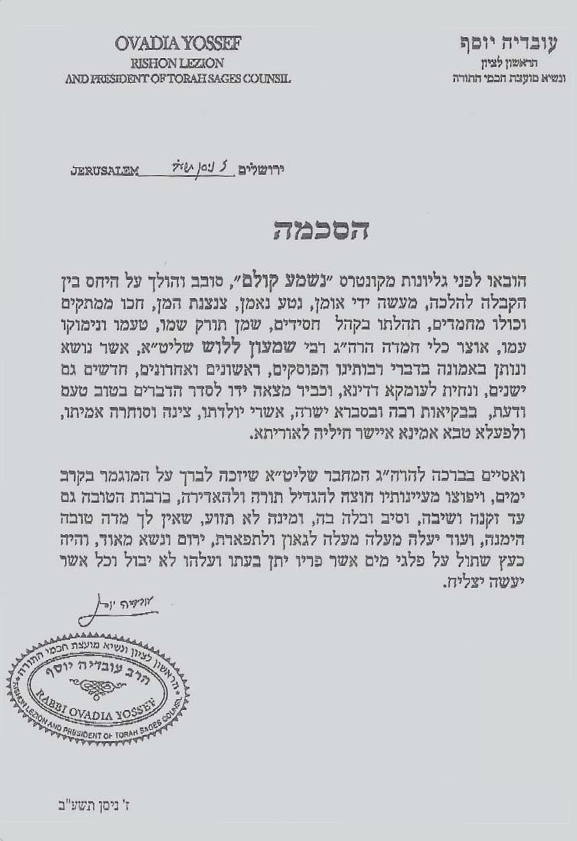 OVADIA YOSSEF
RISHON LEZION
AND PRESIDENT OF TORAH SAGES COUNSIL
עובדיה יוסף
הראשון לציון
ונשיא מועצת חכמי התורה
JERUSALEM ז ניסן ירושלים
הסכמה
הובאו לפני גליונות מקונטרס "נשמע קולם", סובב והולך על היחס בין
הקבלה להלכה, מעשה ידי אומן, נטע נאמן, צנצנת המן, חכו ממתקים
וכולו מחמדים, תהלתו בקהל חסידים, שמן תורק שמו, טעמו ונימוקו
עמו, אוצר כלי חמדה הרה"ג רבי שמעון ללוש שליט"א, אשר נושא
ונותן באמונה בדברי רבותינו הפוסקים, ראשונים ואחרונים, חדשים גם
ישנים, ונחית לעומקא דדינא, וכביר מצאה ידו לסדר הדברים בטוב טעם
ודעת, בבקיאות רבה ובסברא ישרה, אשרי יולדתו, צינה וסוחרה אמיתו,
ולפעלא טבא אמינא איישר חיליה לאוריתא.
ואסיים בברכה להרה"ג המחבר שליט"א שיזכה לברך על המוגמר בקרב
ימים, ויפוצו מעיינותיו חוצה להגדיל תורה ולהאדירה, ברבות הטובה גם
עד זקנה ושיבה, וסיב ובלה בה, ומינה לא תזוע, שאין לך מדה טובה
הימנה, ועוד יעלה מעלה מעלה לגאון ולתפארת, ירום ונשא מאוד, והיה
כעץ שתול על פלגי מים אשר פריו יתן בעתו ועלהו לא יבול וכל אשר
יעשה יצליח.
עובדיה יוסף
הראשון לציון ונשיא מועצת חכמי התורה
הרב עובדיה יוסף
RABBI OVADIA YOSSEF
RISHON LEZION AND PRESIDENT OF TORAH SAGES COUNSIL
ז' ניסן תשע"ב